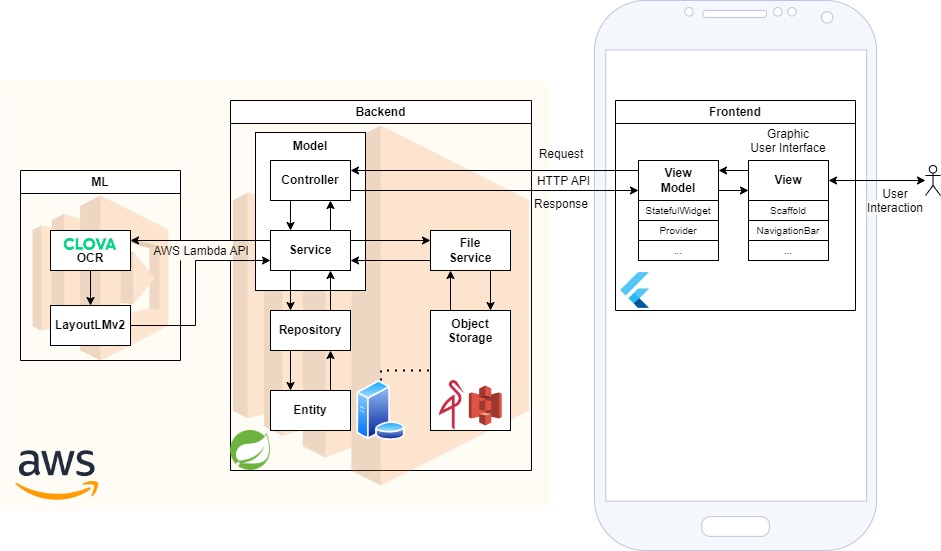 Backend
Frontend
Model
Graphic
User Interface
Request
Controller
HTTP API
View
Model
View
ML
Response
User
Interaction
StatefulWidget
Scaffold
Provider
NavigationBar
...
...
CLOVA
OCR
AWS Lambda API
Service
File
Service
LayoutLMv2
Repository
Object
Storage
Entity
aws